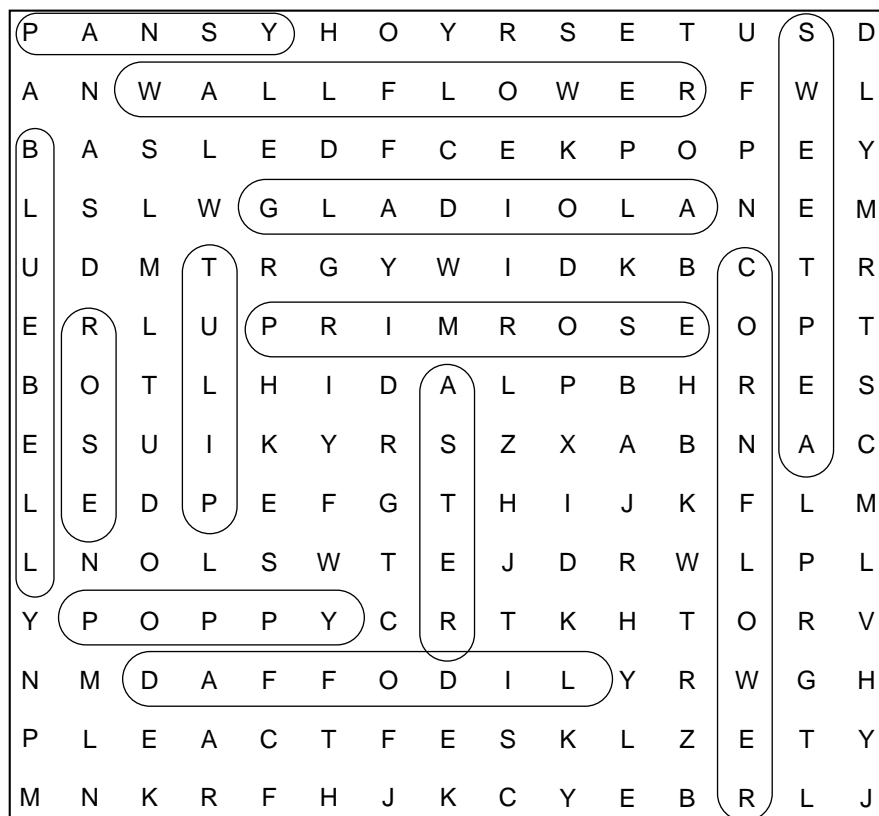 P A N S Y H O Y R S E T U S D
A N W A L L F L O W E R F W L
B A S L E D F C E K P O P E Y
L S L W G L A D I O L A N E M
U D M T R G Y W I D K B C T R
E R L U P R I M R O S E O P T
B O T L H I D A L P B H R E S
E S U I K Y R S Z X A B N A C
L E D P E F G T H I J K F L M
L N O L S W T E J D R W L P L
Y P O P P Y C R T K H T O R V
N M D A F F O D I L Y R W G H
P L E A C T F E S K L Z E T Y
M N K R F H J K C Y E B R L J